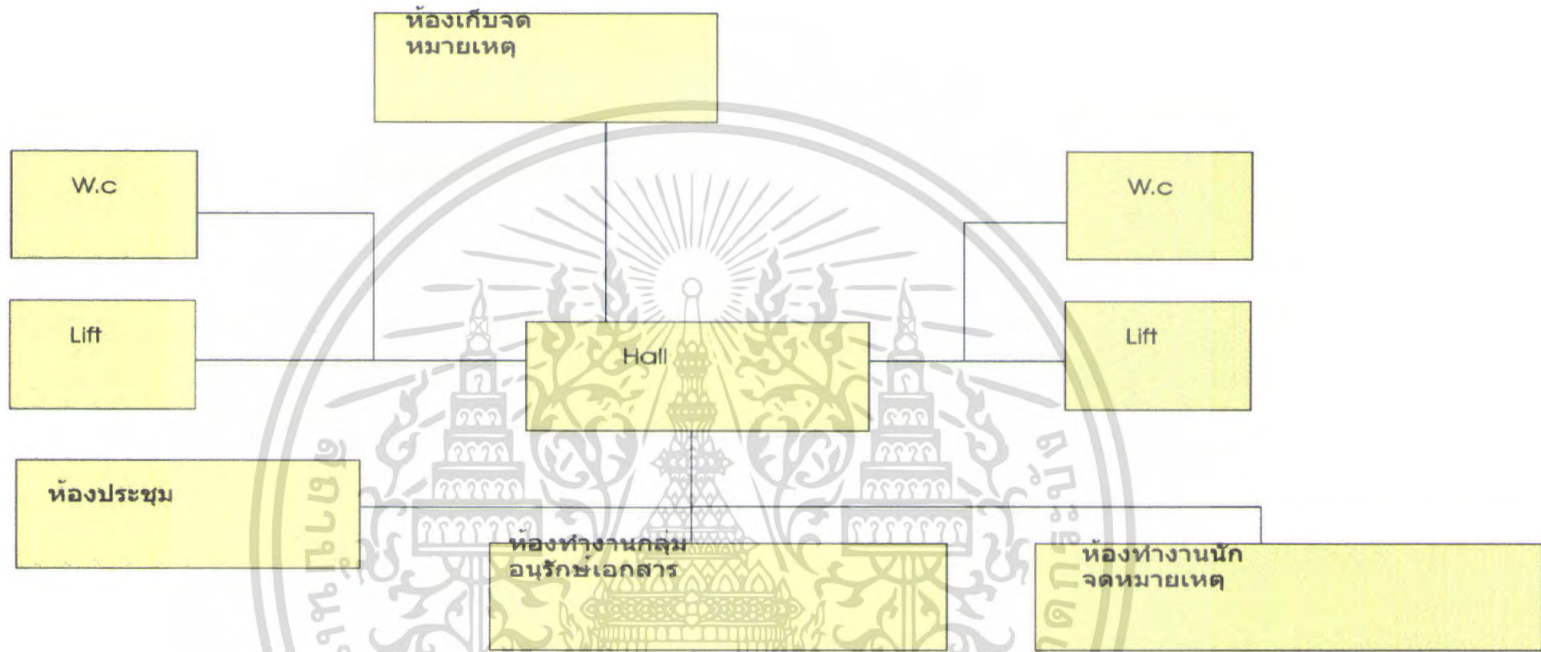 ห้องเก็บจด
หมายเหตุ
W.c
W.c
Lift
Hall
Lift
ห้องประชุม
ห้องทำงานกลุ่ม
อนุรักษ์เอกสาร
ห้องทำงานนัก
จดหมายเหตุ